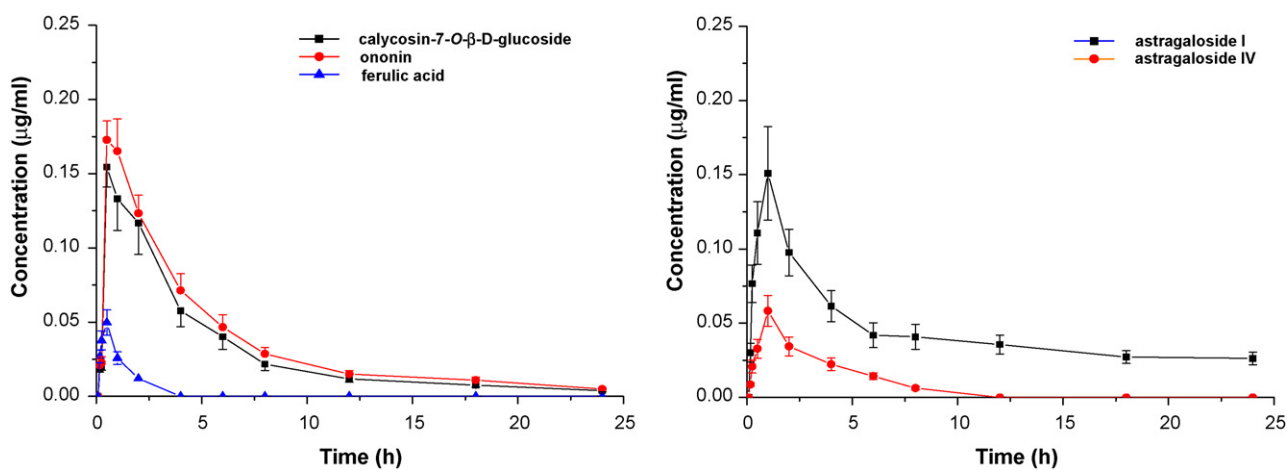 0.25
0.20
0.15
0.10
0.05
0.00
Concentration (μg/ml)
calycosin-7-O-β-D-glucoside
ononin
ferulic acid
0 5 10 15 20 25
Time (h)
0.25
0.20
0.15
0.10
0.05
0.00
Concentration (μg/ml)
astragaloside I
astragaloside IV
0 5 10 15 20 25
Time (h)